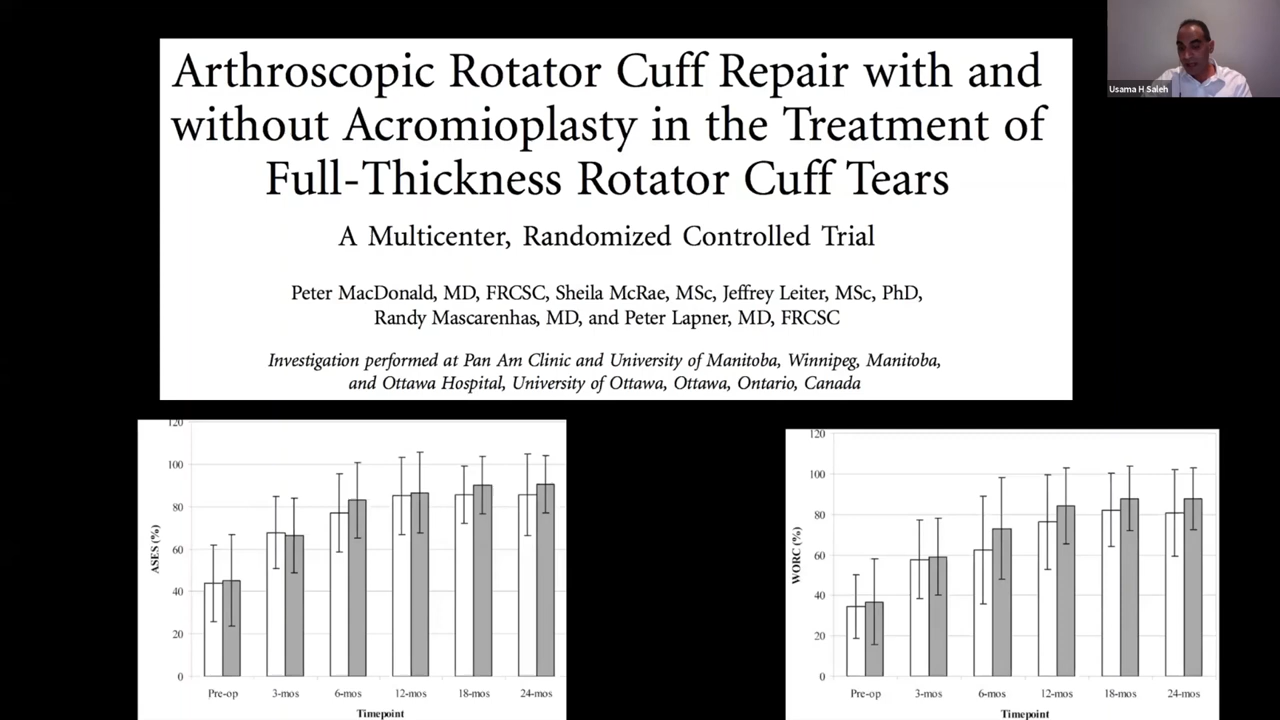 Arthroscopic Rotator Cuff Repair with and
without Acromioplasty in the Treatment of
Full-Thickness Rotator Cuff Tears
A Multicenter, Randomized Controlled Trial
Peter MacDonald, MD, FRCSC, Sheila McRae, MSc, Jeffrey Leiter, MSc, PhD,
Randy Mascarenhas, MD, and Peter Lapner, MD, FRCSC
Investigation performed at Pan Am Clinic and University of Manitoba, Winnipeg, Manitoba,
and Ottawa Hospital, University of Ottawa, Ottawa, Ontario, Canada
Usama H Saleh
120
100
80
60
40
20
0
ASES (%)
Pre-op 3-mos 6-mos 12-mos 18-mos 24-mos
Timepoint
120
100
80
60
40
20
0
WORC (%)
Pre-op 3-mos 6-mos 12-mos 18-mos 24-mos
Timepoint